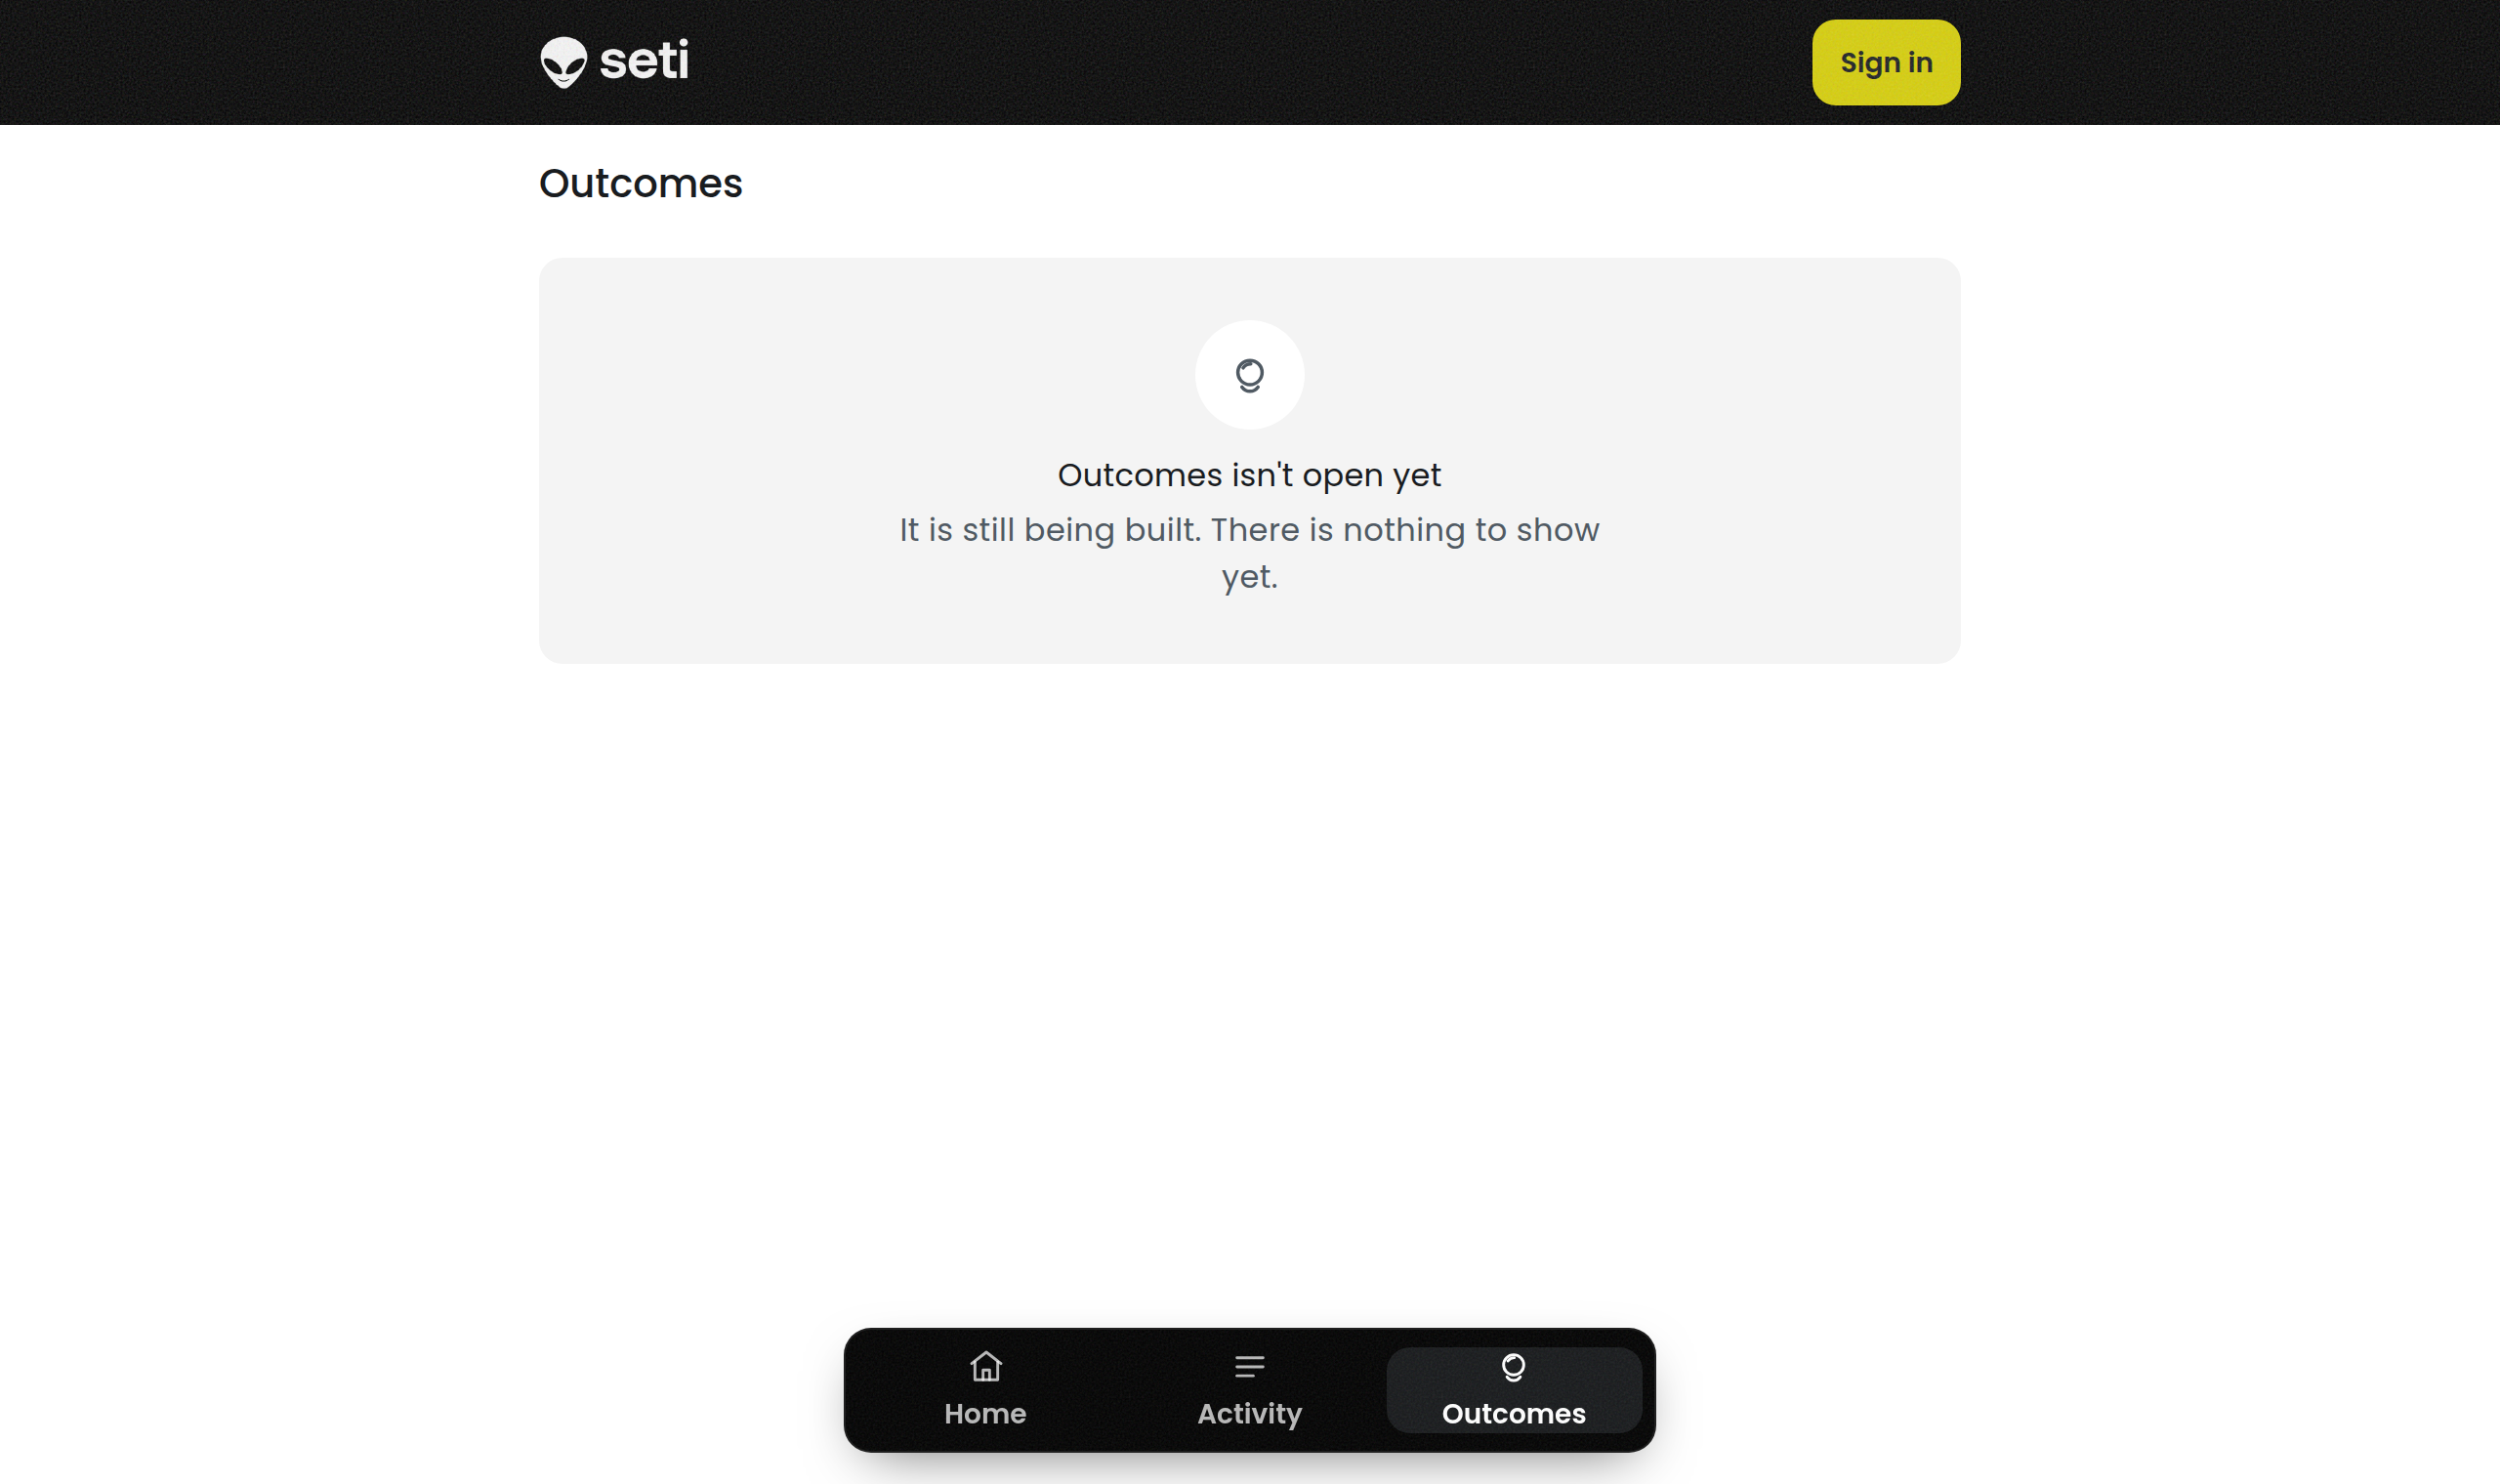 seti
Sign in
Outcomes
Outcomes isn't open yet
It is still being built. There is nothing to show
yet.
Home
Activity
Outcomes